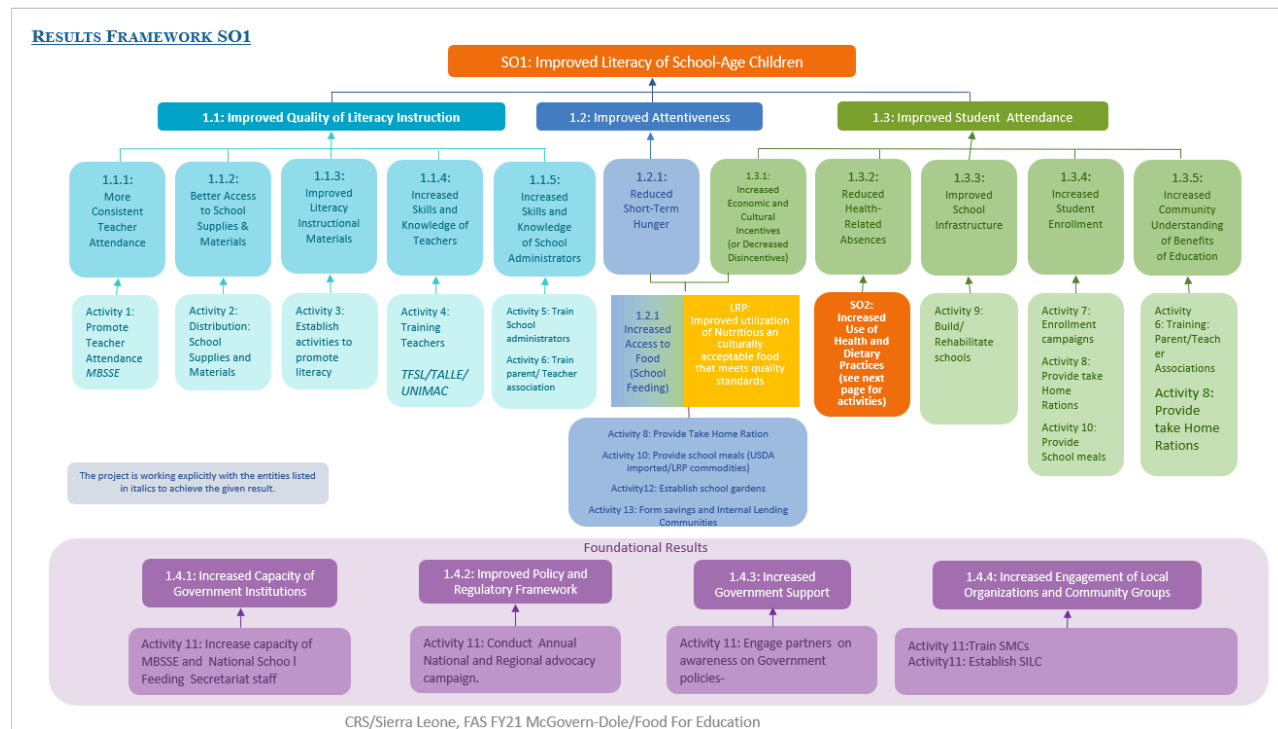 RESULTS FRAMEWORK SO1
SO1: Improved Literacy of School-Age Children
1.1: Improved Quality of Literacy Instruction
1.2: Improved Attentiveness
1.3: Improved Student Attendance
1.1.1:
More
Consistent
Teacher
Attendance
1.1.2:
Better Access
to School
Supplies &
Materials
1.1.3:
Improved
Literacy
Instructional
Materials
1.1.4:
Increased
Skills and
Knowledge of
Teachers
1.1.5:
Increased
Skills and
Knowledge
of School
Administrators
1.2.1:
Reduced
Short-Term
Hunger
1.3.1:
Increased
Economic and
Cultural
Incentives
(or Decreased
Disincentives)
1.3.2:
Reduced
Health-
Related
Absences
1.3.3:
Improved
School
Infrastructure
1.3.4:
Increased
Student
Enrollment
1.3.5:
Increased
Community
Understanding
of Benefits
of Education
Activity 1:
Promote
Teacher
Attendance
MBSSE
Activity 2:
Distribution:
School
Supplies and
Materials
Activity 3:
Establish
activities to
promote
literacy
Activity 4:
Training
Teachers
TFSL/TALLE/
UNIMAC
Activity 5: Train
School
administrators
Activity 6: Train
parent/ Teacher
association
1.2.1
Increased
Access to
Food
(School
Feeding)
LRP:
Improved utilization
of Nutritious an
culturally
acceptable food
that meets quality
standards
SO2:
Increased
Use of
Health and
Dietary
Practices
(see next
page for
activities)
Activity 9:
Build/
Rehabilitate
schools
Activity 7:
Enrollment
campaigns
Activity 8:
Provide take
Home
Rations
Activity 10:
Provide
School meals
Activity
6: Training:
Parent/Teach
er
Associations
Activity 8:
Provide
take Home
Rations
Activity 8: Provide Take Home Ration
Activity 10: Provide school meals (USDA
imported/LRP commodities)
Activity12: Establish school gardens
Activity 13: Form savings and Internal Lending
Communities
The project is working explicitly with the entities listed
in italics to achieve the given result.
Foundational Results
1.4.1: Increased Capacity of
Government Institutions
1.4.2: Improved Policy and
Regulatory Framework
1.4.3: Increased
Government Support
1.4.4: Increased Engagement of Local
Organizations and Community Groups
Activity 11: Increase capacity of
MBSSE and National Schoo l
Feeding Secretariat staff
Activity 11: Conduct Annual
National and Regional advocacy
campaign.
Activity 11: Engage partners on
awareness on Government
policies-
Activity 11:Train SMCs
Activity11: Establish SILC
CRS/Sierra Leone, FAS FY21 McGovern-Dole/Food For Education